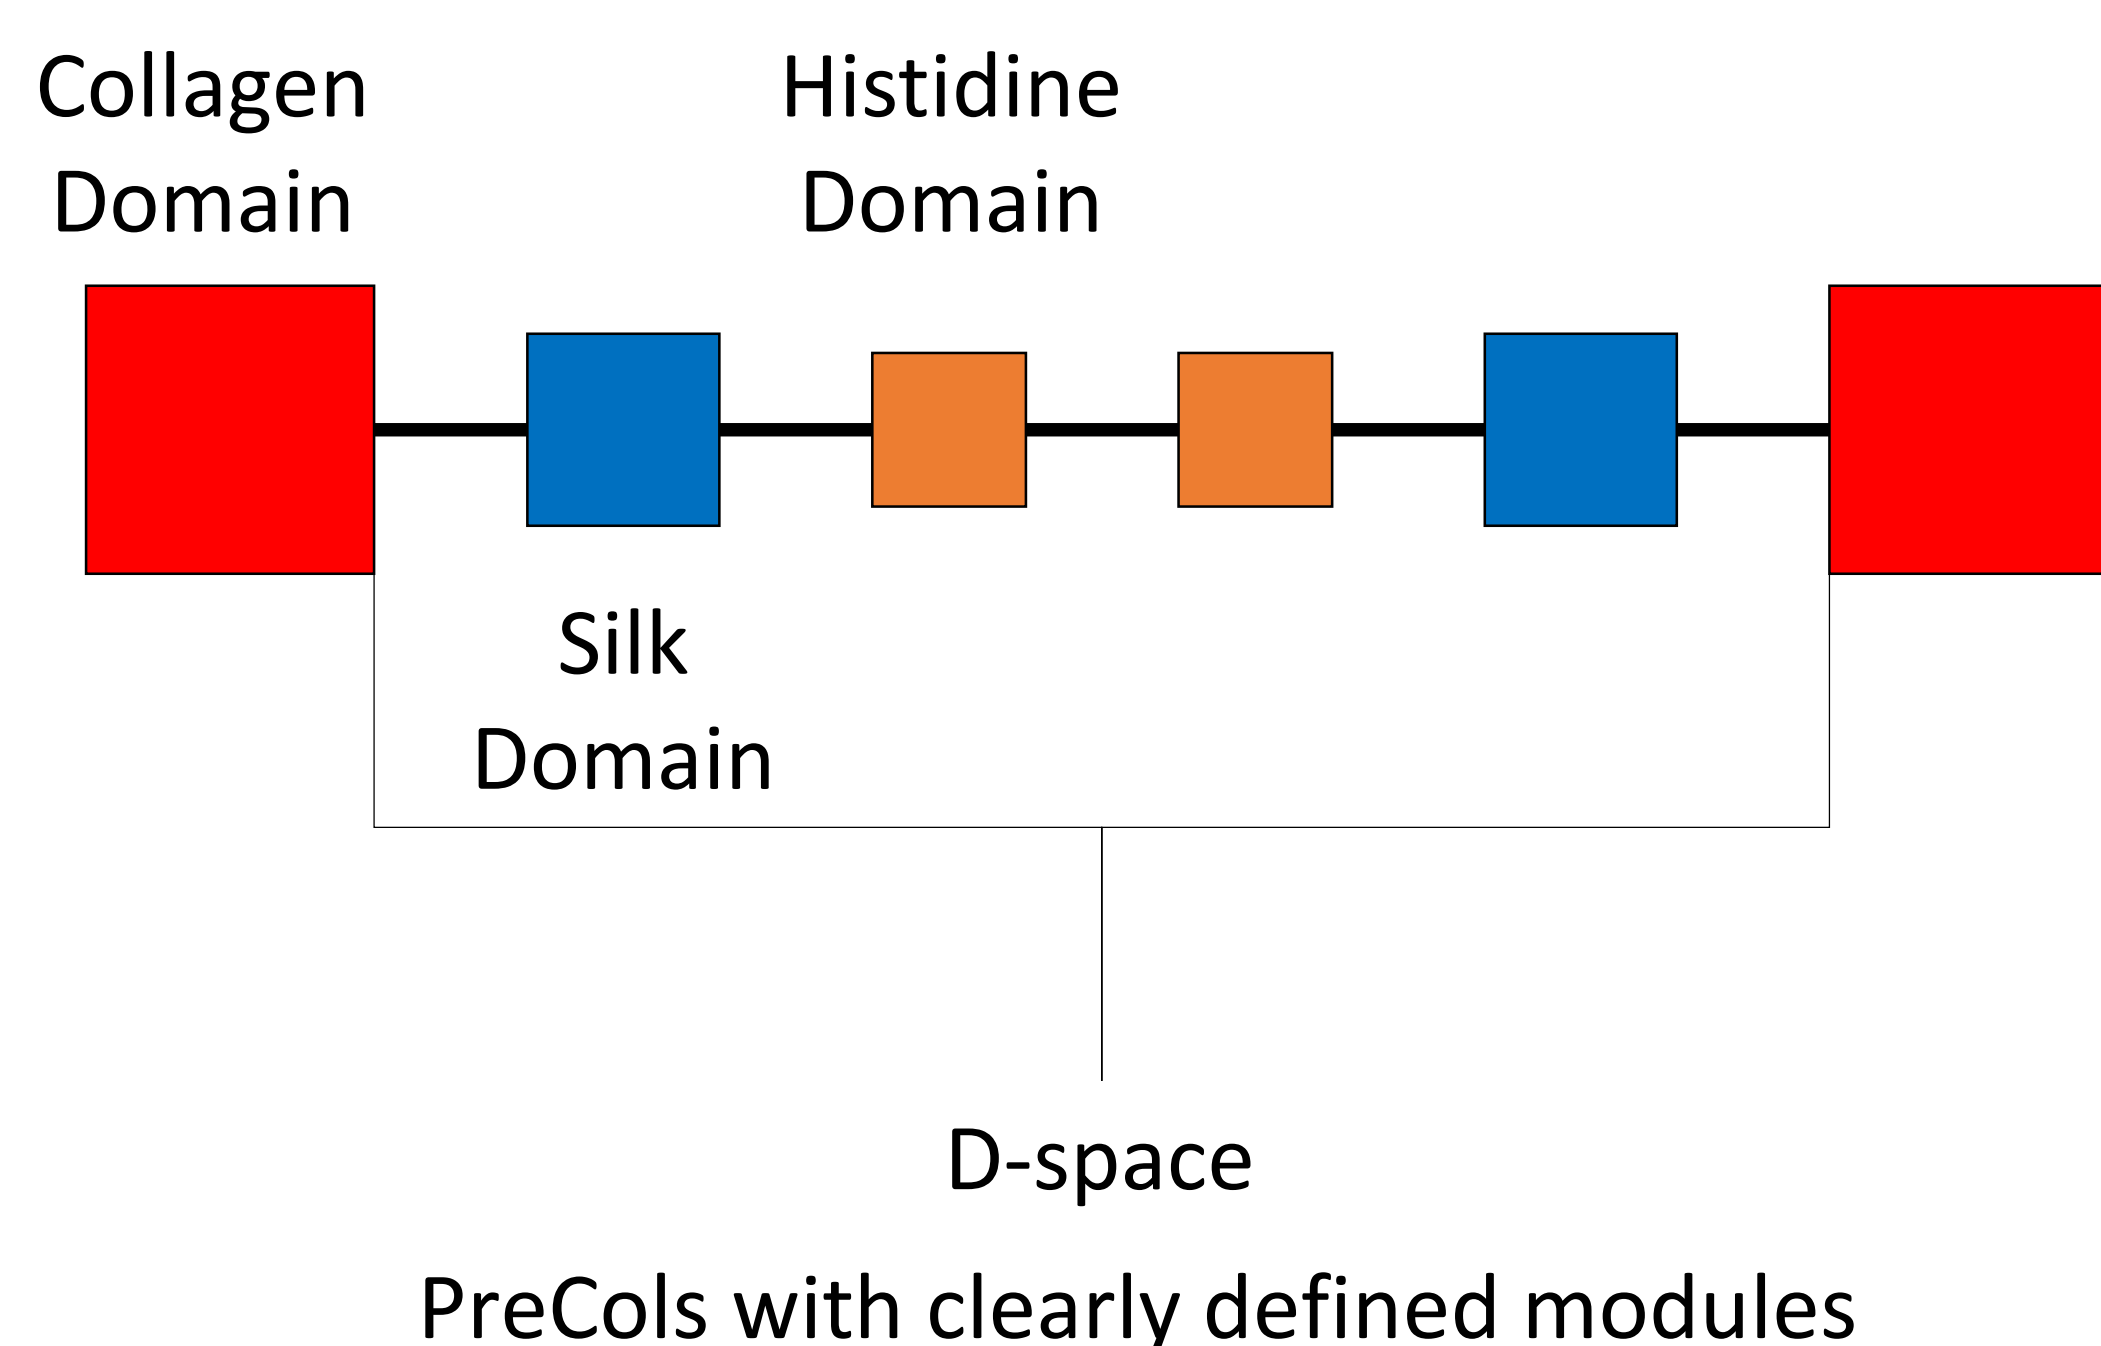 Collagen
Domain
Histidine
Domain
Silk
Domain
D-space
PreCols with clearly defined modules